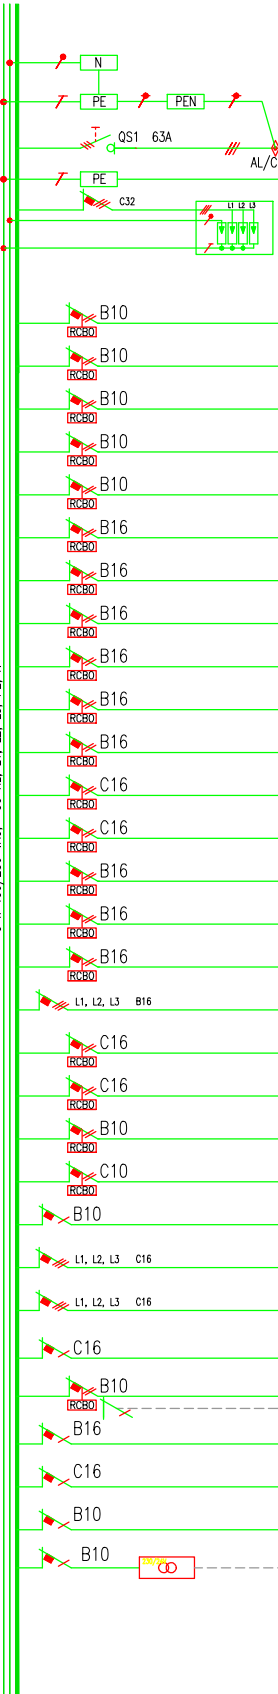 N
PE PEN
QS1 63A
AL/C
PE
C32
L1 L2 L3
B10
RCBO
B10
RCBO
B10
RCBO
B10
RCBO
B10
RCBO
B16
RCBO
B16
RCBO
B16
RCBO
B16
RCBO
B16
RCBO
B16
RCBO
C16
RCBO
C16
RCBO
B16
RCBO
B16
RCBO
B16
RCBO
L1, L2, L3 B16
C16
RCBO
C16
RCBO
B10
RCBO
C10
RCBO
B10
L1, L2, L3 C16
L1, L2, L3 C16
C16
B10
RCBO
B16
C16
B10
B10